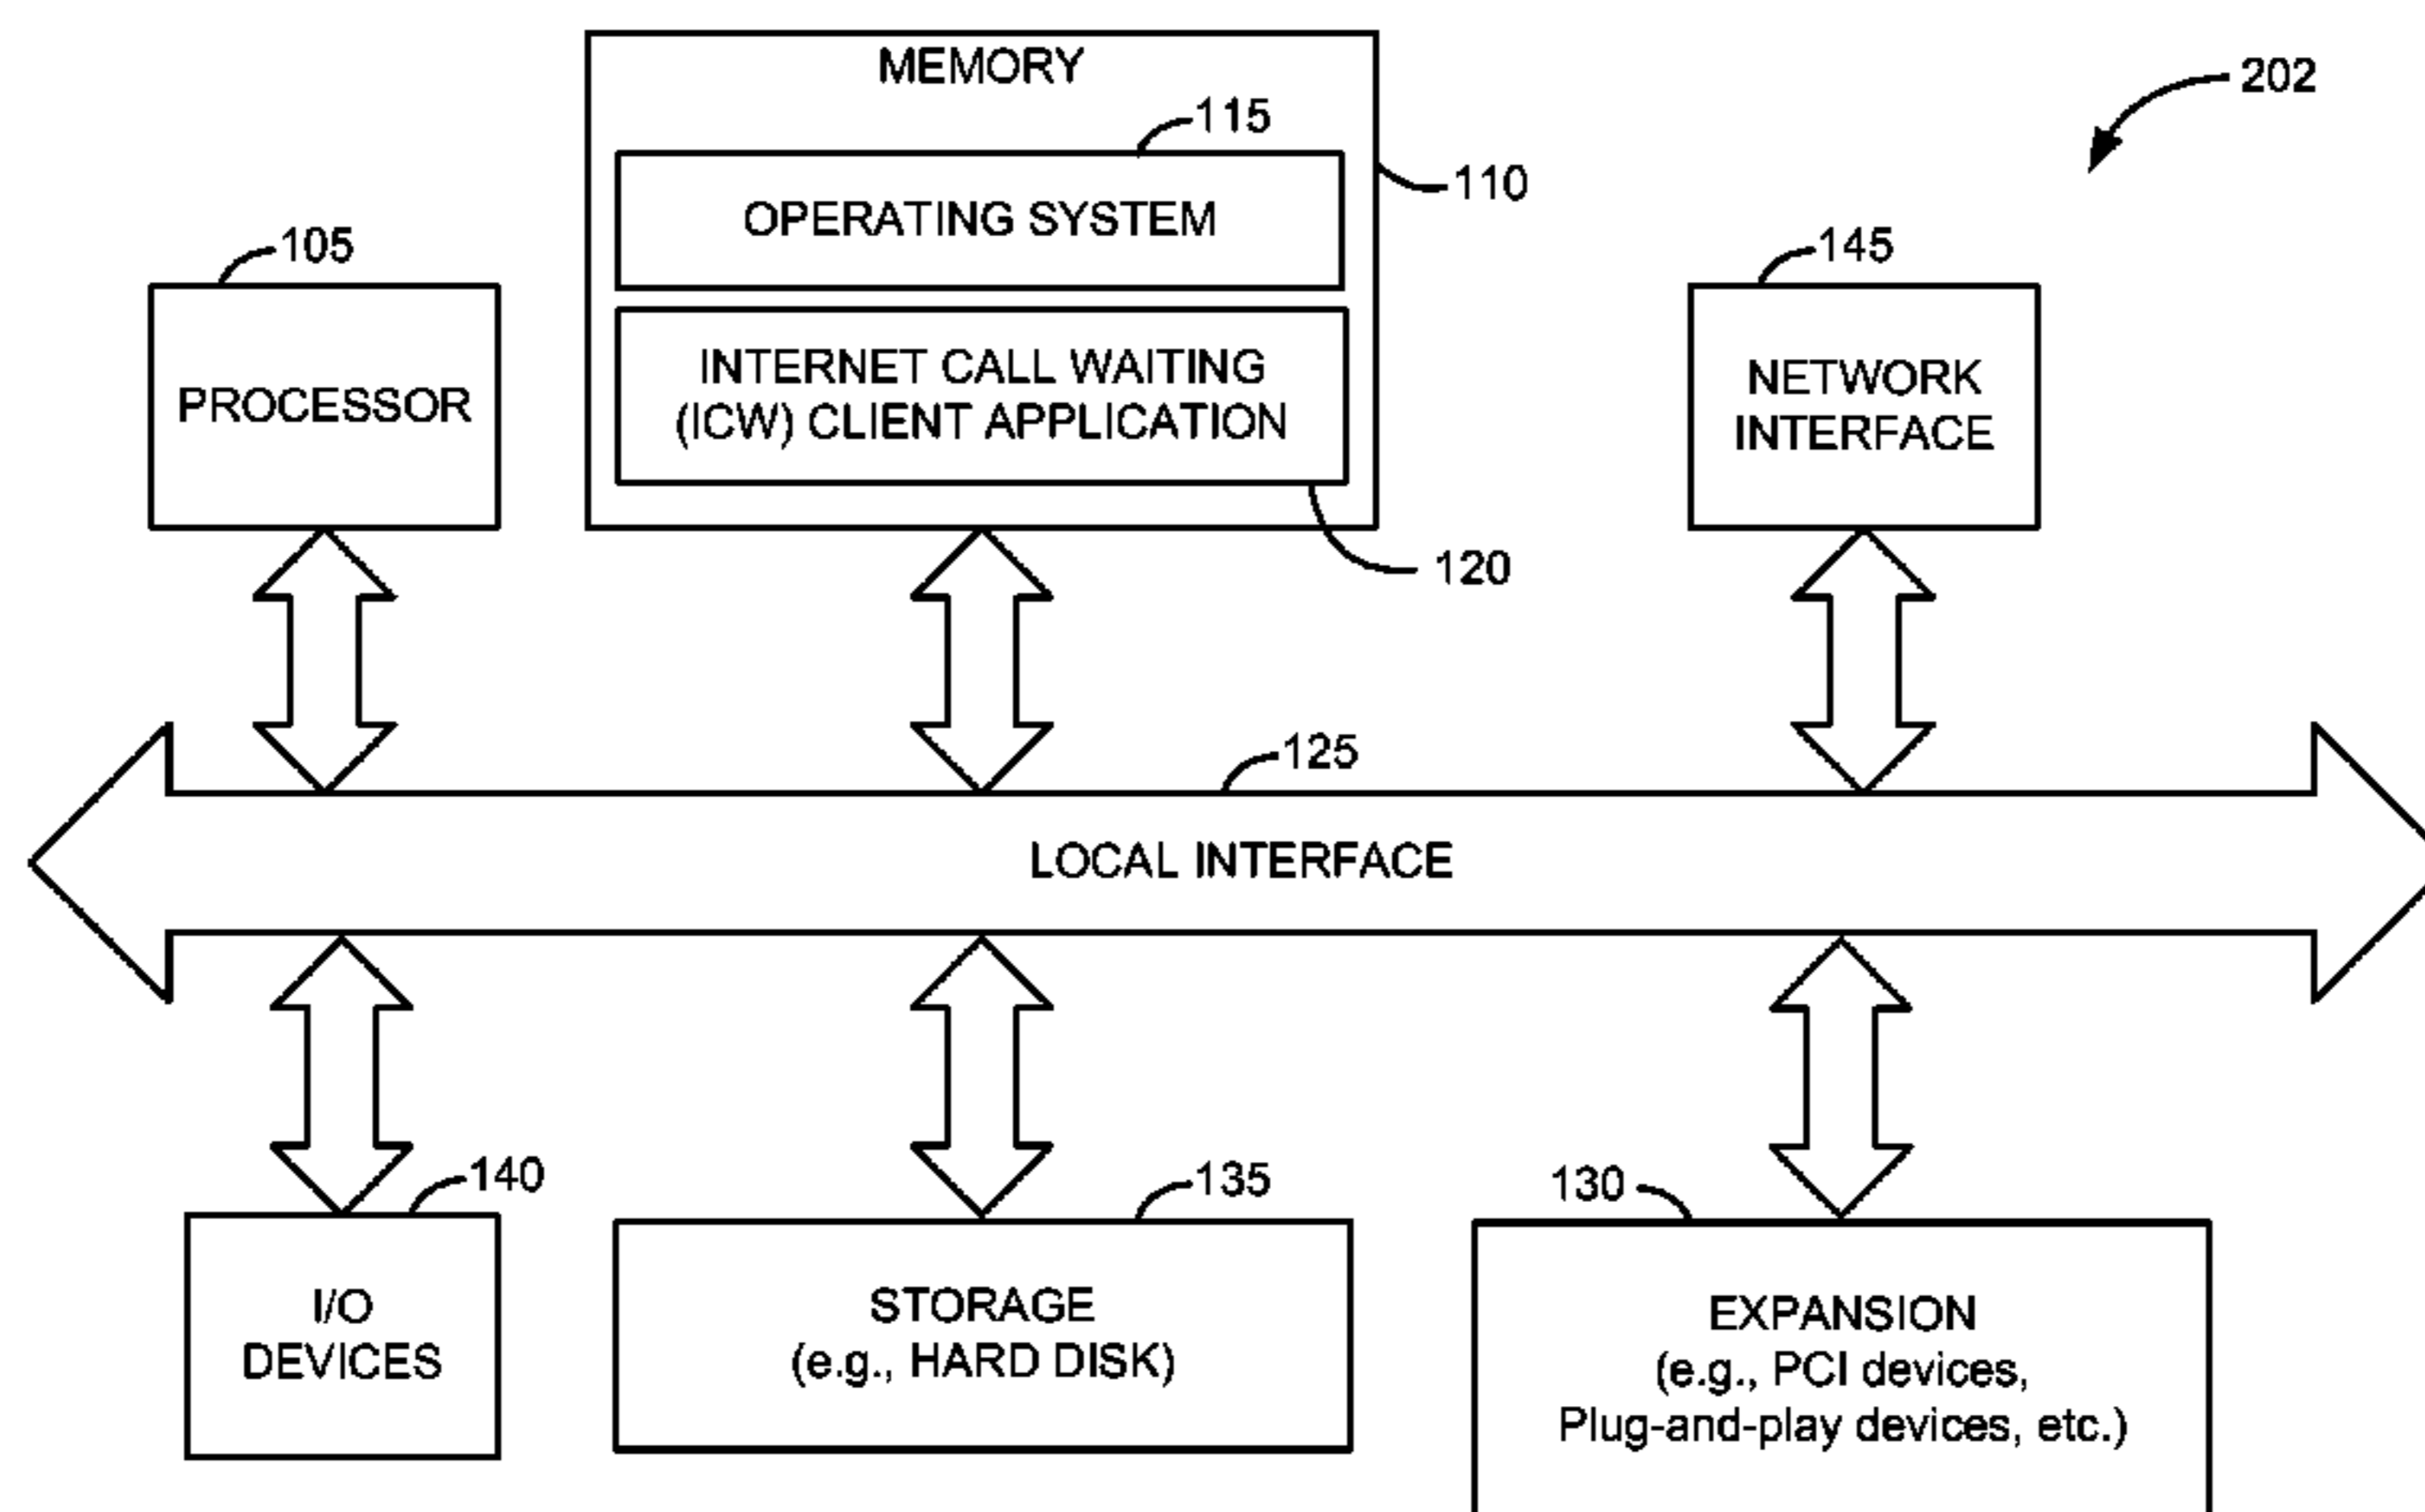 MEMORY
202
115
110
OPERATING SYSTEM
105
145
INTERNET CALL WAITING
(ICW) CLIENT APPLICATION
PROCESSOR
NETWORK
INTERFACE
120
125
LOCAL INTERFACE
140
135
130
I/O
DEVICES
STORAGE
(e.g., HARD DISK)
EXPANSION
(e.g., PCI devices,
Plug-and-play devices, etc.)